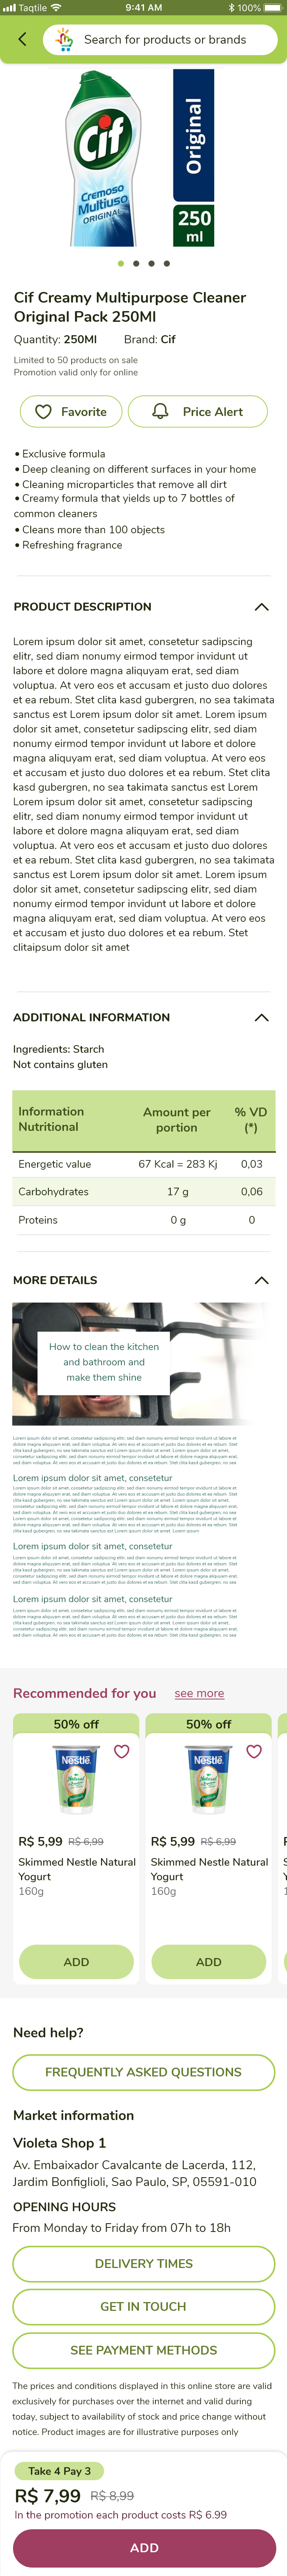 Taqtile 9:41 AM 100%
Search for products or brands
Cif
Cremoso
Multiuso
ORIGINAL
Original
250
ml
Cif Creamy Multipurpose Cleaner
Original Pack 250Ml
Quantity: 250Ml Brand: Cif
Limited to 50 products on sale
Promotion valid only for online
Favorite Price Alert
• Exclusive formula
• Deep cleaning on different surfaces in your home
• Cleaning microparticles that remove all dirt
• Creamy formula that yields up to 7 bottles of
common cleaners
• Cleans more than 100 objects
• Refreshing fragrance
PRODUCT DESCRIPTION
Lorem ipsum dolor sit amet, consetetur sadipscing
elitr, sed diam nonumy eirmod tempor invidunt ut
labore et dolore magna aliquyam erat, sed diam
voluptua. At vero eos et accusam et justo duo dolores
et ea rebum. Stet clita kasd gubergren, no sea takimata
sanctus est Lorem ipsum dolor sit amet. Lorem ipsum
dolor sit amet, consetetur sadipscing elitr, sed diam
nonumy eirmod tempor invidunt ut labore et dolore
magna aliquyam erat, sed diam voluptua. At vero eos
et accusam et justo duo dolores et ea rebum. Stet clita
kasd gubergren, no sea takimata sanctus est Lorem
Lorem ipsum dolor sit amet, consetetur sadipscing
elitr, sed diam nonumy eirmod tempor invidunt ut
labore et dolore magna aliquyam erat, sed diam
voluptua. At vero eos et accusam et justo duo dolores
et ea rebum. Stet clita kasd gubergren, no sea takimata
sanctus est Lorem ipsum dolor sit amet. Lorem ipsum
dolor sit amet, consetetur sadipscing elitr, sed diam
nonumy eirmod tempor invidunt ut labore et dolore
magna aliquyam erat, sed diam voluptua. At vero eos
et accusam et justo duo dolores et ea rebum. Stet
clitaipsum dolor sit amet
ADDITIONAL INFORMATION
Ingredients: Starch
Not contains gluten
Information Amount per % VD
Nutritional portion (*)
Energetic value 67 Kcal = 283 Kj 0,03
Carbohydrates 17 g 0,06
Proteins 0 g 0
MORE DETAILS
How to clean the kitchen
and bathroom and
make them shine
Lorem ipsum dolor sit amet, consetetur
Lorem ipsum dolor sit amet, consetetur
Lorem ipsum dolor sit amet, consetetur
Recommended for you see more
50% off 50% off
Nestlé Nestlé
R$ 5,99 R$ 6,99 R$ 5,99 R$ 6,99
Skimmed Nestle Natural Skimmed Nestle Natural
Yogurt Yogurt
160g 160g
ADD ADD
Need help?
FREQUENTLY ASKED QUESTIONS
Market information
Violeta Shop 1
Av. Embaixador Cavalcante de Lacerda, 112,
Jardim Bonfiglioli, Sao Paulo, SP, 05591-010
OPENING HOURS
From Monday to Friday from 07h to 18h
DELIVERY TIMES
GET IN TOUCH
SEE PAYMENT METHODS
The prices and conditions displayed in this online store are valid
exclusively for purchases over the internet and valid during
today, subject to availability of stock and price change without
notice. Product images are for illustrative purposes only
Take 4 Pay 3
R$ 7,99 R$ 8,99
In the promotion each product costs R$ 6.99
ADD